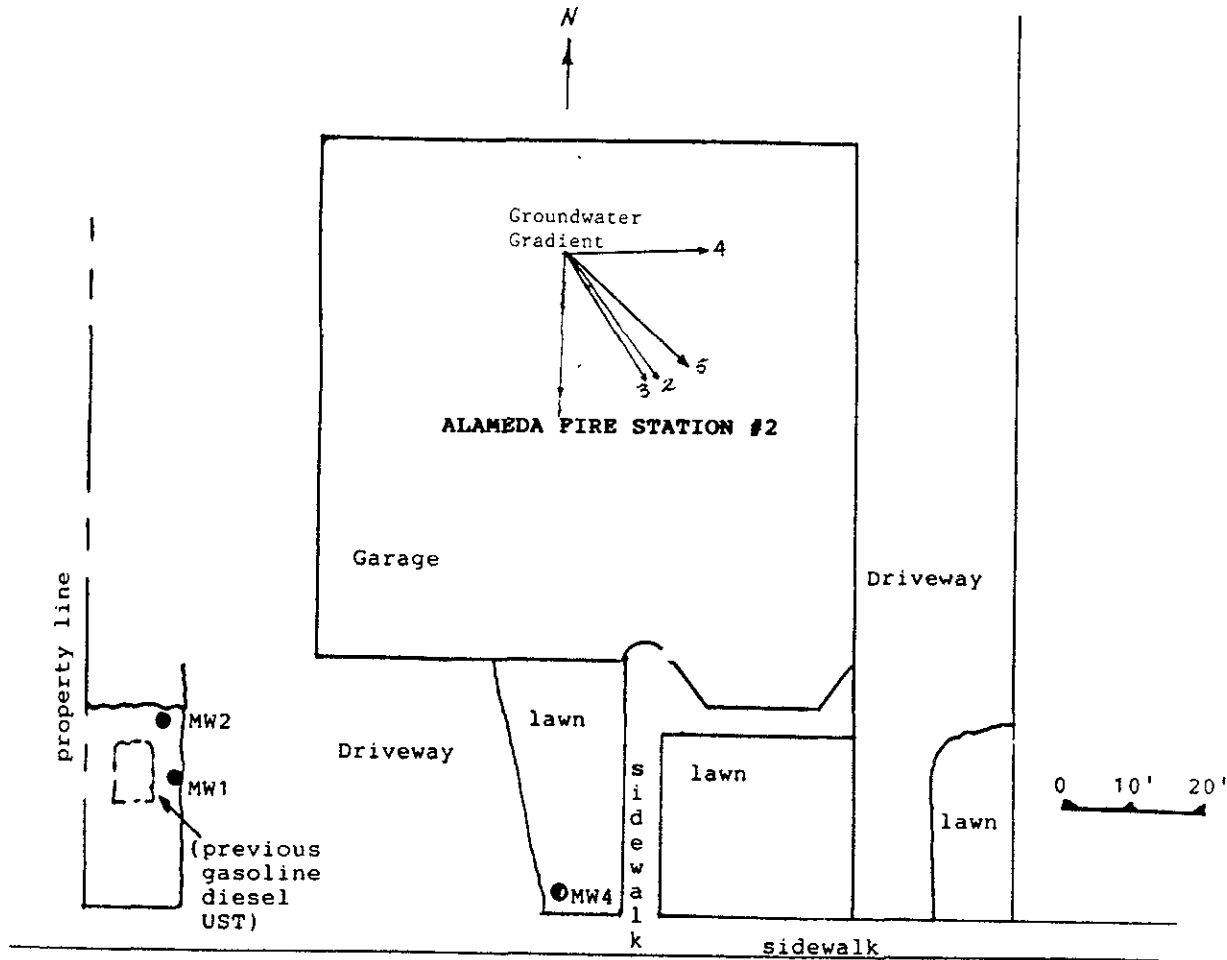 N
Groundwater
Gradient
4
5
3 2
ALAMEDA FIRE STATION #2
Garage
Driveway
property line
MW2
lawn
Driveway
MW1
sidewalk
lawn
0 10' 20'
lawn
(previous
gasoline
diesel
UST)
MW4
sidewalk